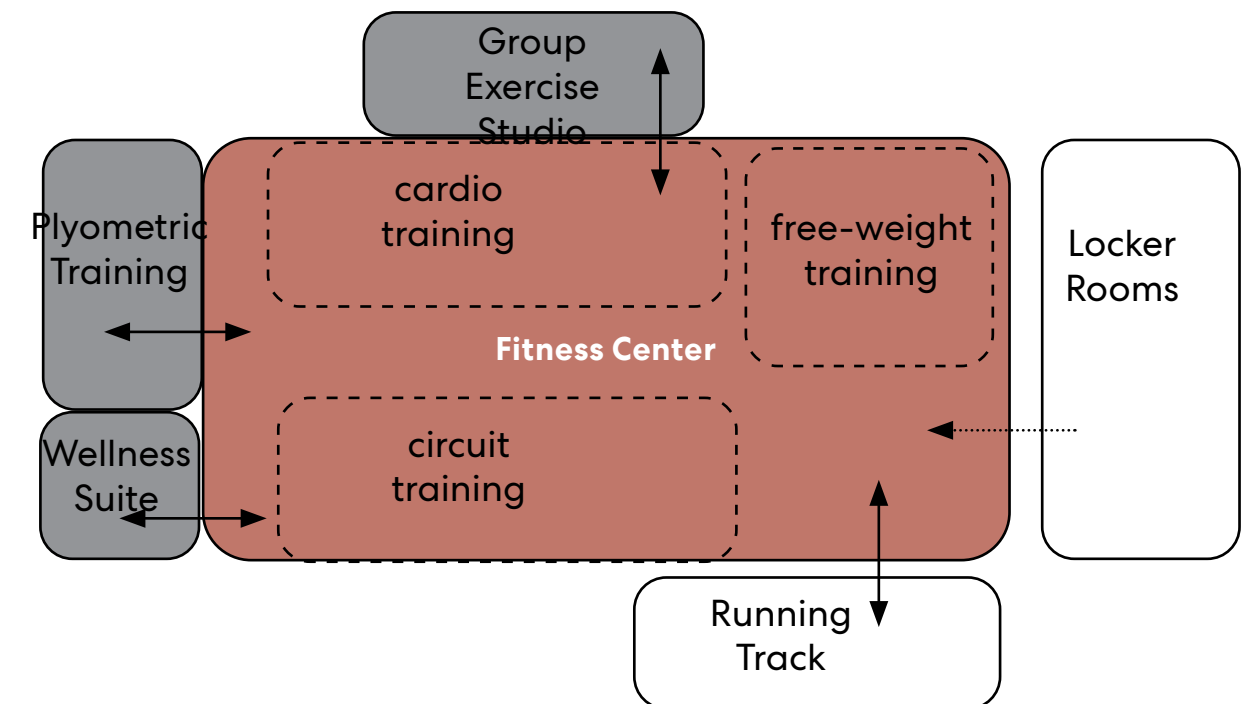 Group
Exercise
Studio
Plyometric
Training
cardio
training
free-weight
training
Locker
Rooms
Fitness Center
Wellness
Suite
circuit
training
Running
Track